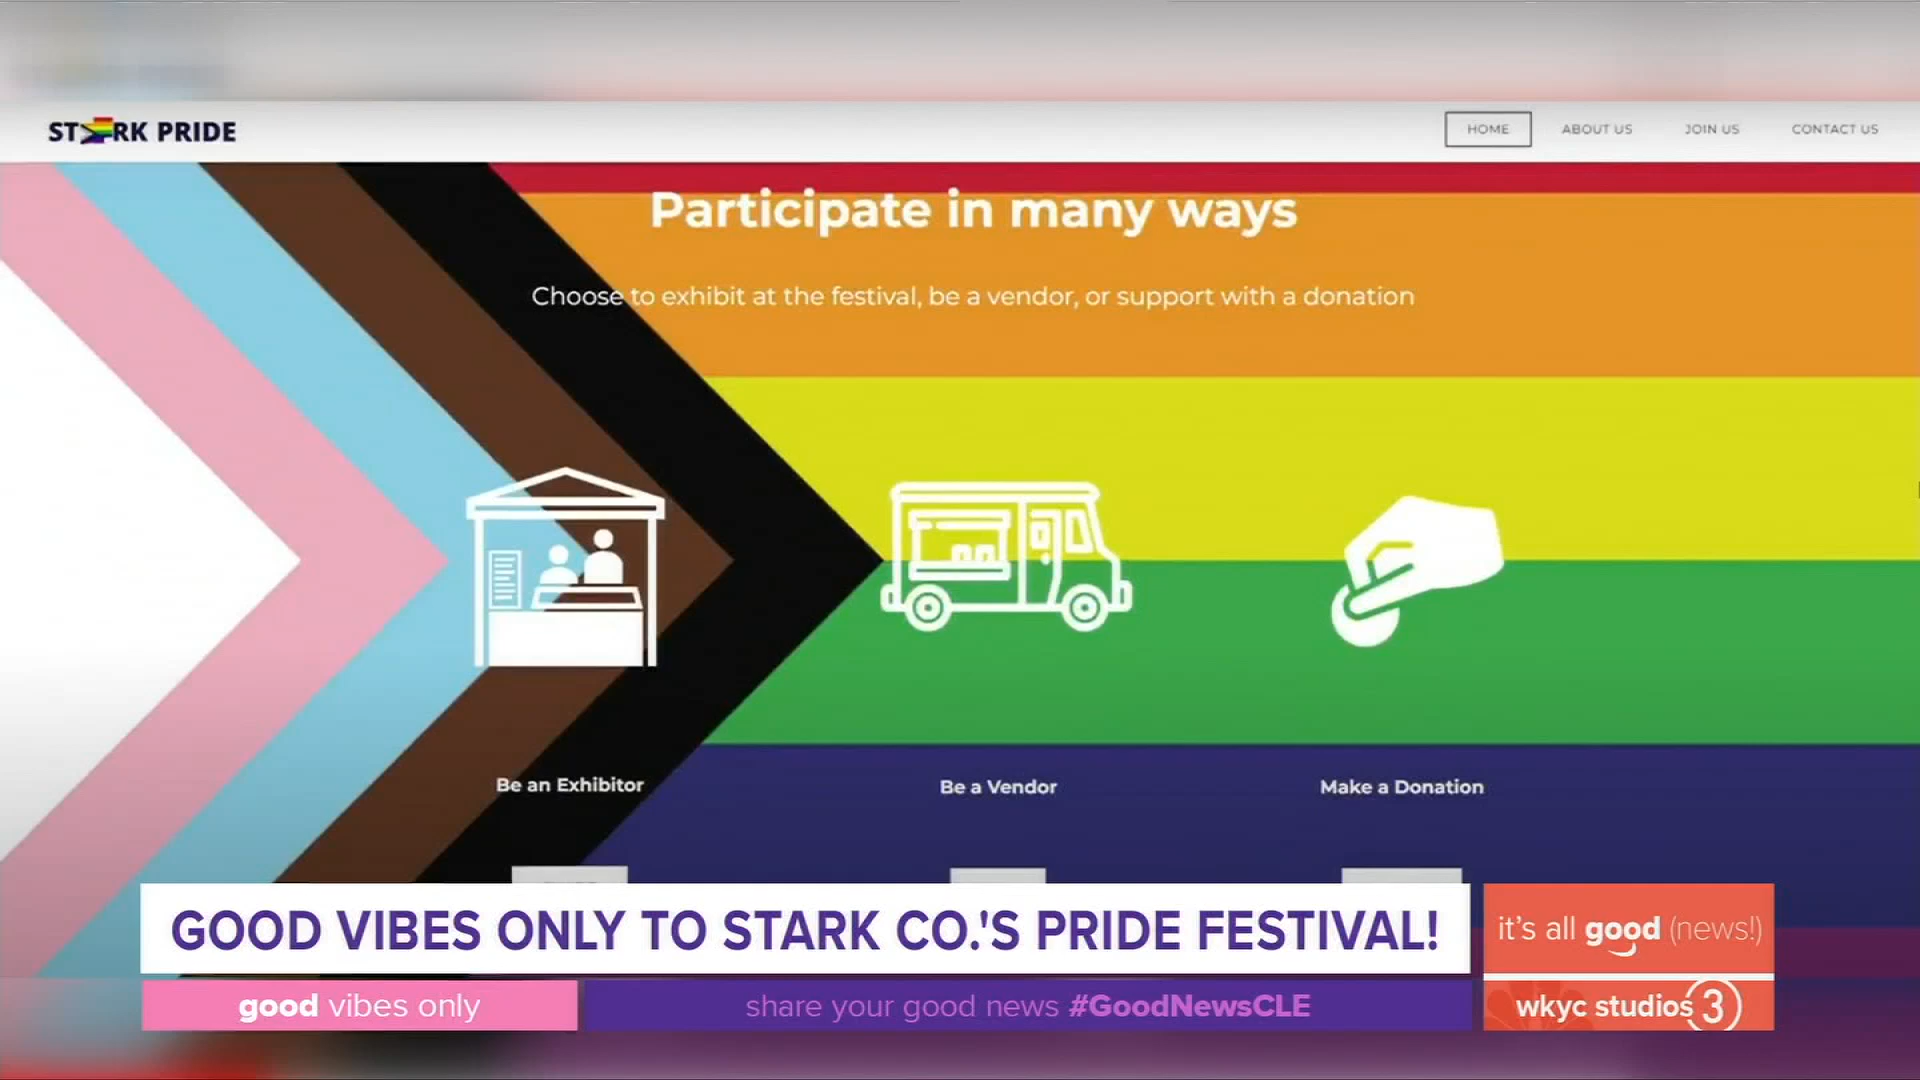 STARK PRIDE
HOME ABOUT US JOIN US CONTACT US
Participate in many ways
Choose to exhibit at the festival, be a vendor, or support with a donation
Be an Exhibitor
Be a Vendor
Make a Donation
GOOD VIBES ONLY TO STARK CO.'S PRIDE FESTIVAL!
it's all good (news!)
good vibes only
share your good news #GoodNewsCLE
wkyc studios 3